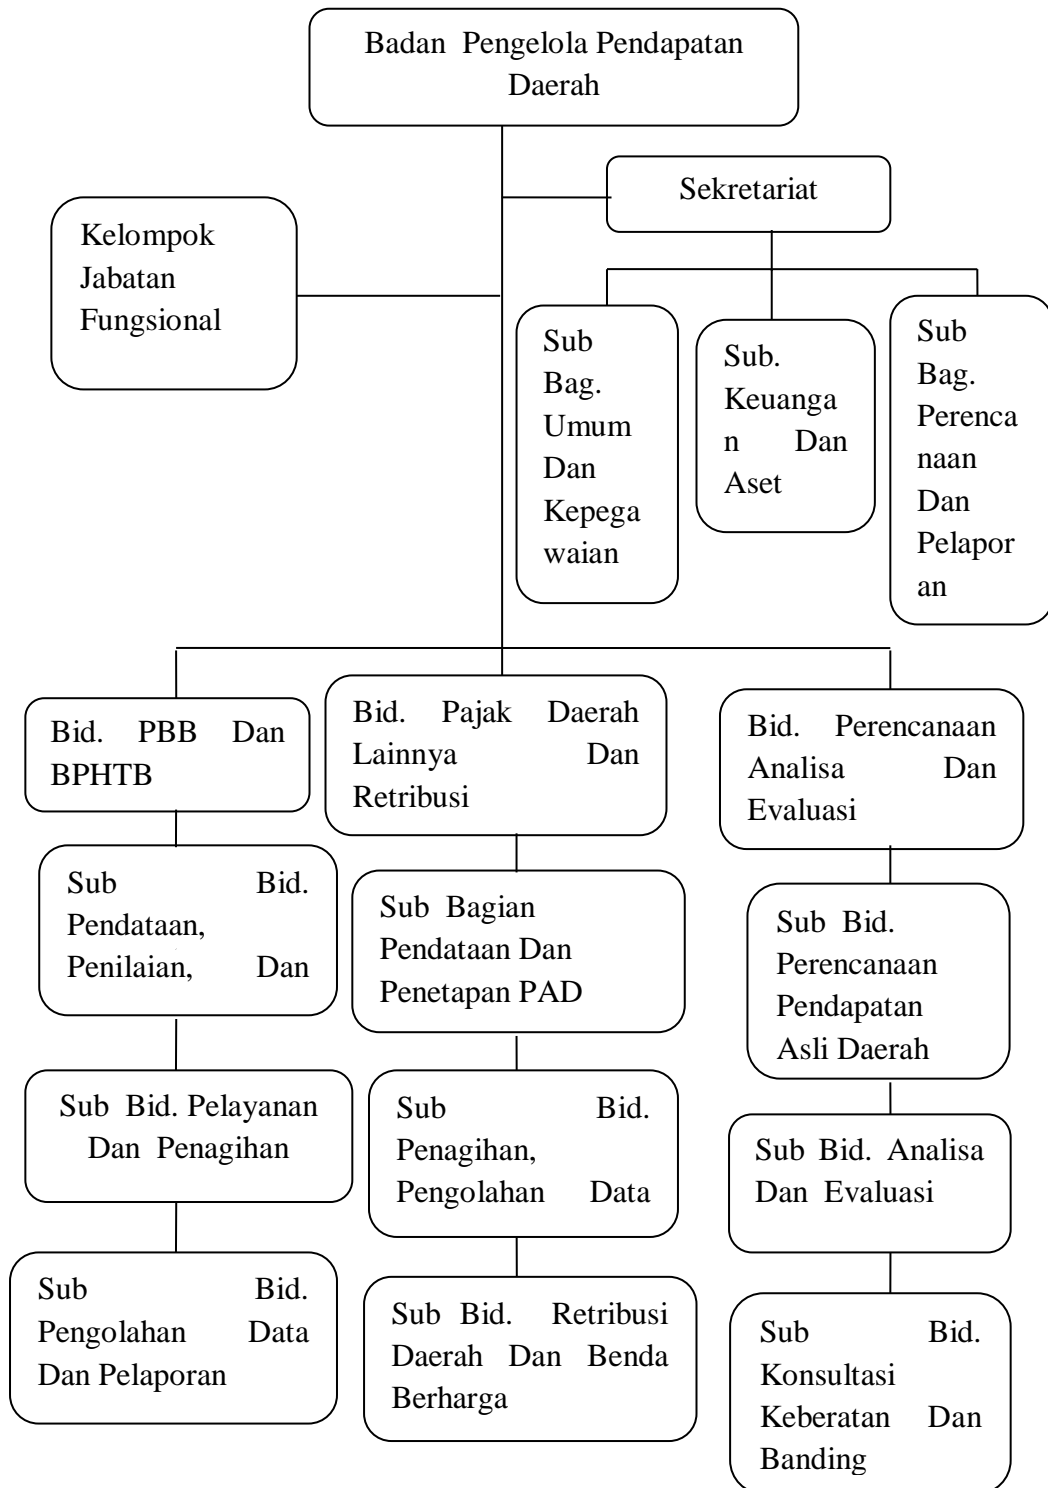 Badan Pengelola Pendapatan
Daerah
Sekretariat
Kelompok
Jabatan
Fungsional
Sub
Bag.
Umum
Dan
Kepega
waian
Sub.
Keuanga
n Dan
Aset
Sub
Bag.
Perenca
naan
Dan
Pelapor
an
Bid. PBB Dan
BPHTB
Bid. Pajak Daerah
Lainnya Dan
Retribusi
Bid. Perencanaan
Analisa Dan
Evaluasi
Sub Bid.
Pendataan,
Penilaian, Dan
Sub Bagian
Pendataan Dan
Penetapan PAD
Sub Bid.
Perencanaan
Pendapatan
Asli Daerah
Sub Bid. Pelayanan
Dan Penagihan
Sub Bid.
Penagihan,
Pengolahan Data
Sub Bid. Analisa
Dan Evaluasi
Sub Bid.
Pengolahan Data
Dan Pelaporan
Sub Bid. Retribusi
Daerah Dan Benda
Berharga
Sub Bid.
Konsultasi
Keberatan Dan
Banding